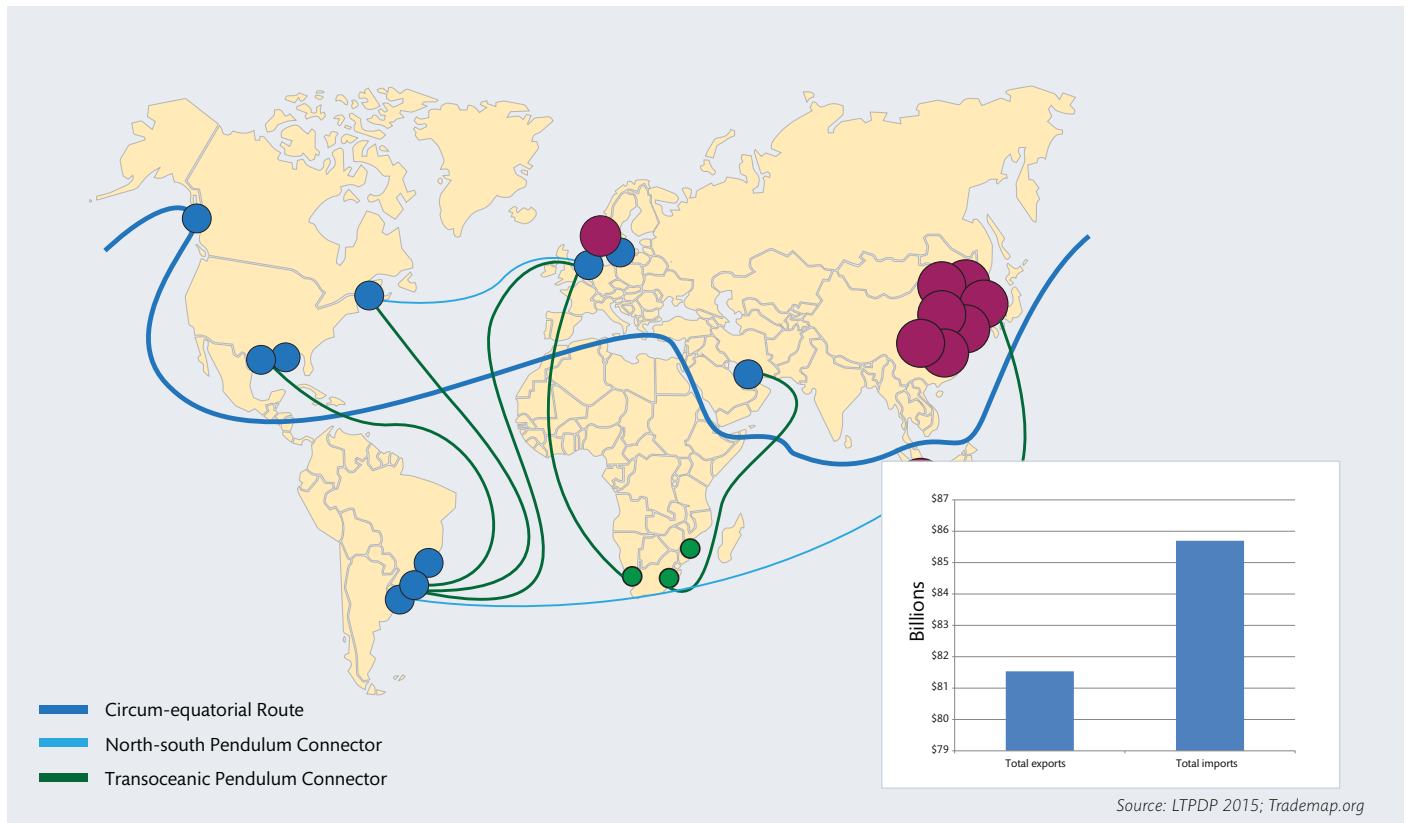 Circum-equatorial Route
North-south Pendulum Connector
Transoceanic Pendulum Connector
Billions
$87
$86
$85
$84
$83
$82
$81
$80
$79
Total exports
Total imports
Source: LTPDP 2015; Trademap.org